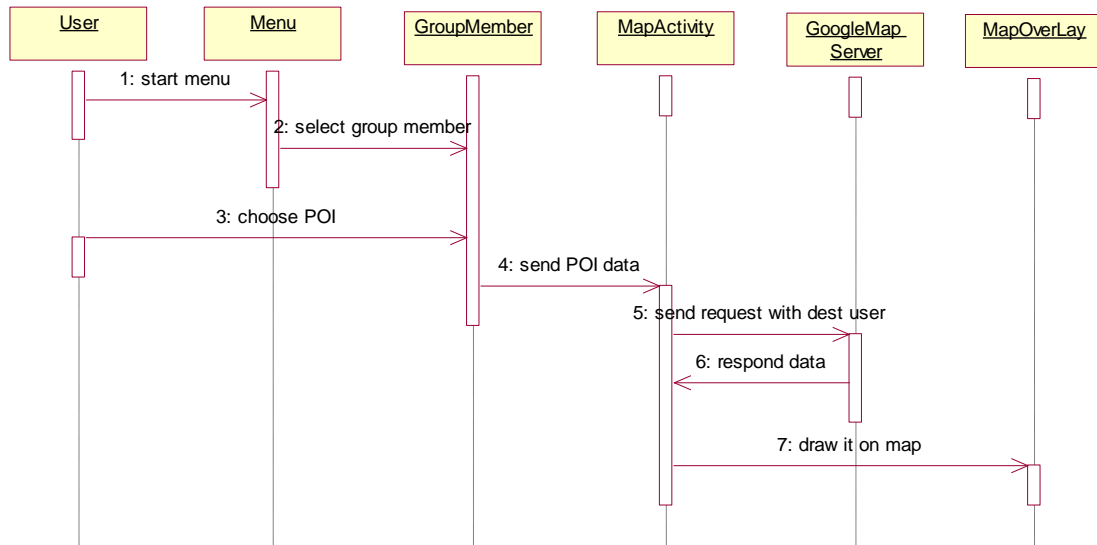 User
Menu
GroupMember
MapActivity
GoogleMap
Server
MapOverLay
1: start menu
2: select group member
3: choose POI
4: send POI data
5: send request with dest user
6: respond data
7: draw it on map